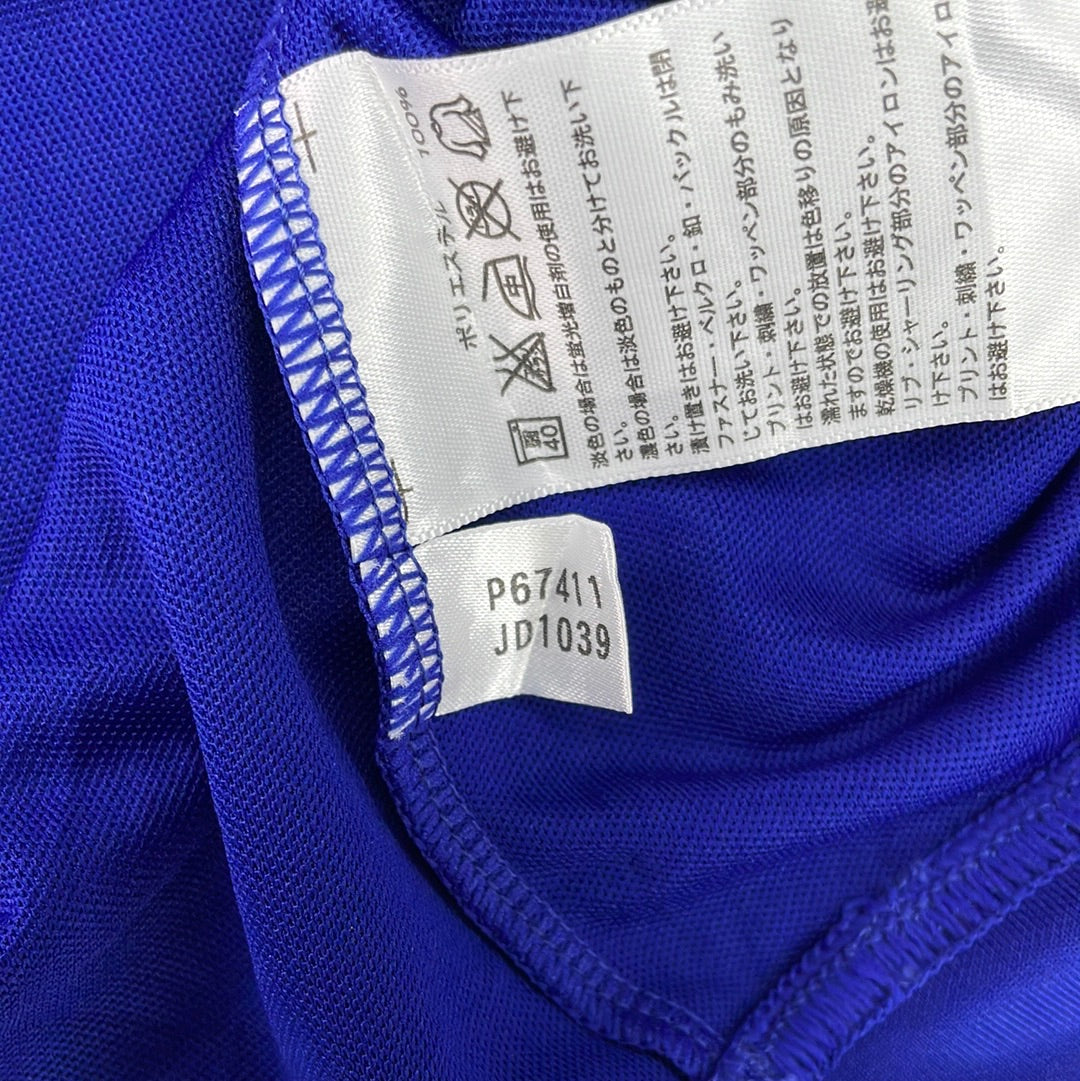 ポリエステル 100%
40
淡色の場合は蛍光増白剤の使用はお避け下
さい。
濃色の場合は淡色のものと分けてお洗い下
さい。
漬け置きはお避け下さい。
ファスナー・ベルクロ・釦・バックルは閉
じてお洗い下さい。
プリント・刺繍・ワッペン部分のもみ洗い
はお避け下さい。
濡れた状態での放置は色移りの原因となり
ますのでお避け下さい。
乾燥機の使用はお避け下さい。
リブ・シャーリング部分のアイロンはお避
け下さい。
プリント・刺繍・ワッペン部分のアイロ
はお避け下さい。
P67411
JD1039